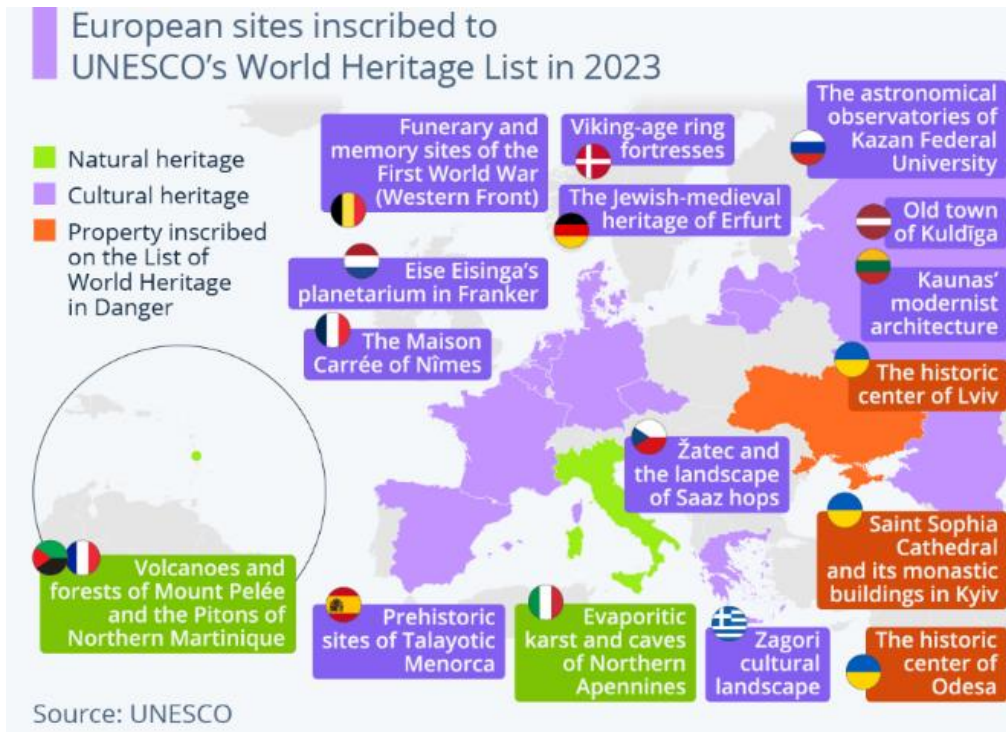 European sites inscribed to
UNESCO's World Heritage List in 2023
Natural heritage
Cultural heritage
Property inscribed
on the List of
World Heritage
in Danger
Funerary and
memory sites of the
First World War
(Western Front)
Viking-age ring
fortresses
The astronomical
observatories of
Kazan Federal
University
The Jewish-medieval
heritage of Erfurt
Old town
of Kuldīga
Eise Eisinga's
planetarium in Franker
Kaunas'
modernist
architecture
The Maison
Carrée of Nîmes
The historic
center of Lviv
Žatec and
the landscape
of Saaz hops
Saint Sophia
Cathedral
and its monastic
buildings in Kyiv
Volcanoes and
forests of Mount Pelée
and the Pitons of
Northern Martinique
Prehistoric
sites of Talayotic
Menorca
Evaporitic
karst and caves
of Northern
Apennines
Zagori
cultural
landscape
The historic
center of
Odesa
Source: UNESCO